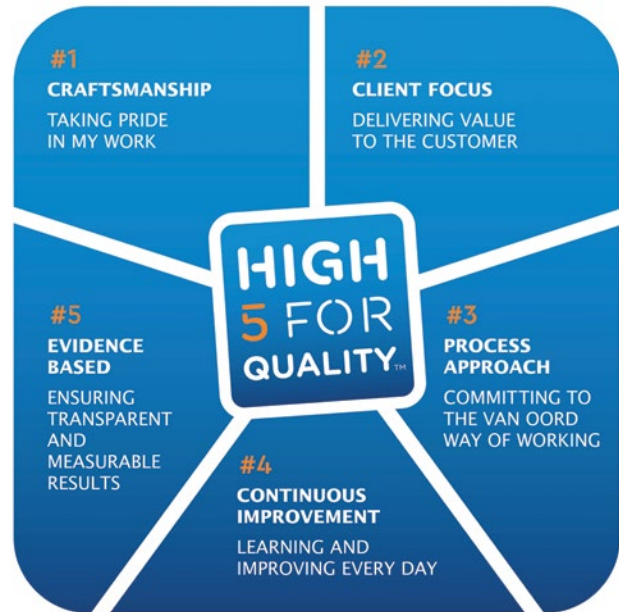 #1
CRAFTSMANSHIP
TAKING PRIDE
IN MY WORK
#2
CLIENT FOCUS
DELIVERING VALUE
TO THE CUSTOMER
HIGH
5 FOR
QUALITY™
#3
PROCESS
APPROACH
COMMITTING TO
THE VAN OORD
WAY OF WORKING
#4
CONTINUOUS
IMPROVEMENT
LEARNING AND
IMPROVING EVERY DAY
#5
EVIDENCE
BASED
ENSURING
TRANSPARENT
AND
MEASURABLE
RESULTS